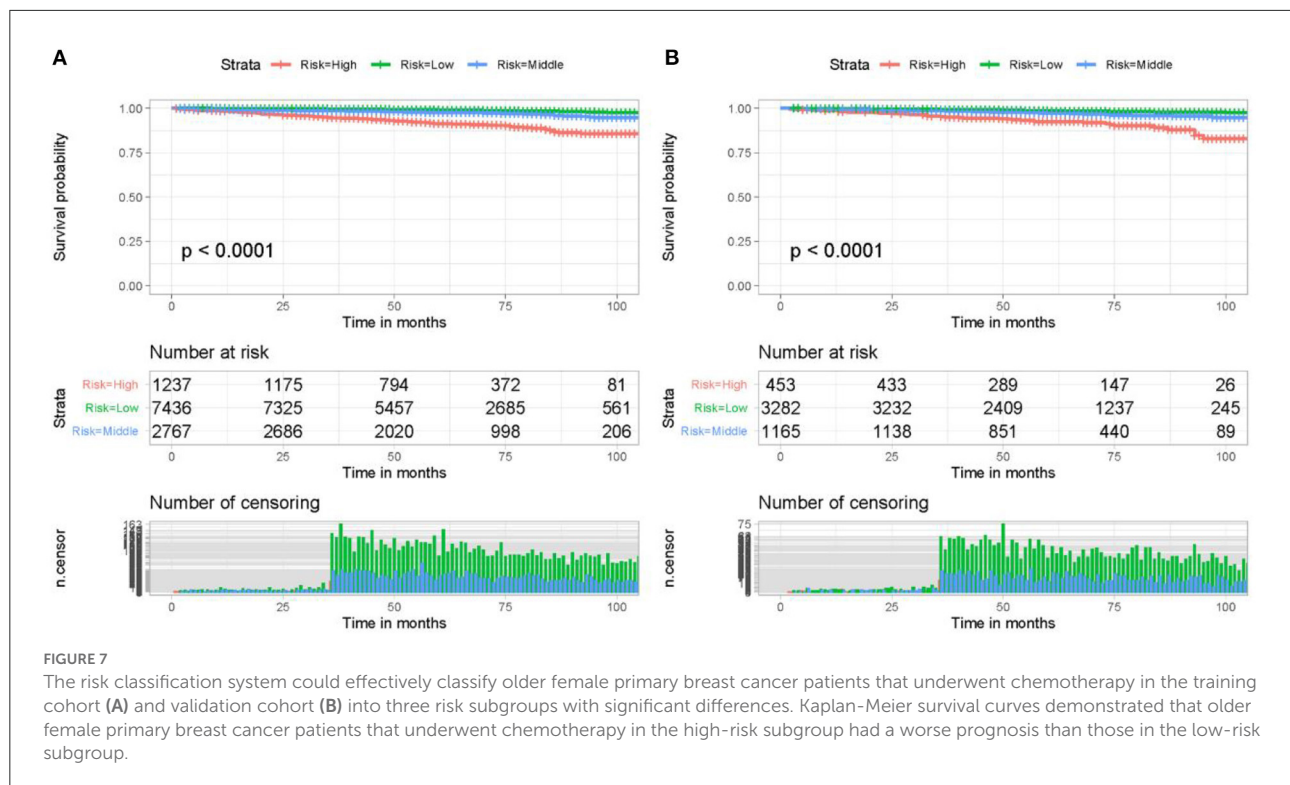 A
Strata Risk=High Risk=Low Risk=Middle
Survival probability
1.00
0.75
0.50
0.25
0.00
p < 0.0001
0 25 50 75 100
Time in months
Number at risk
Strata
Risk=High 1237 1175 794 372 81
Risk=Low 7436 7325 5457 2685 561
Risk=Middle 2767 2686 2020 998 206
0 25 50 75 100
Time in months
Number of censoring
n.censor
163
0 25 50 75 100
Time in months
B
Strata Risk=High Risk=Low Risk=Middle
Survival probability
1.00
0.75
0.50
0.25
0.00
p < 0.0001
0 25 50 75 100
Time in months
Number at risk
Strata
Risk=High 453 433 289 147 26
Risk=Low 3282 3232 2409 1237 245
Risk=Middle 1165 1138 851 440 89
0 25 50 75 100
Time in months
Number of censoring
n.censor
75
0 25 50 75 100
Time in months
FIGURE 7
The risk classification system could effectively classify older female primary breast cancer patients that underwent chemotherapy in the training
cohort (A) and validation cohort (B) into three risk subgroups with significant differences. Kaplan-Meier survival curves demonstrated that older
female primary breast cancer patients that underwent chemotherapy in the high-risk subgroup had a worse prognosis than those in the low-risk
subgroup.